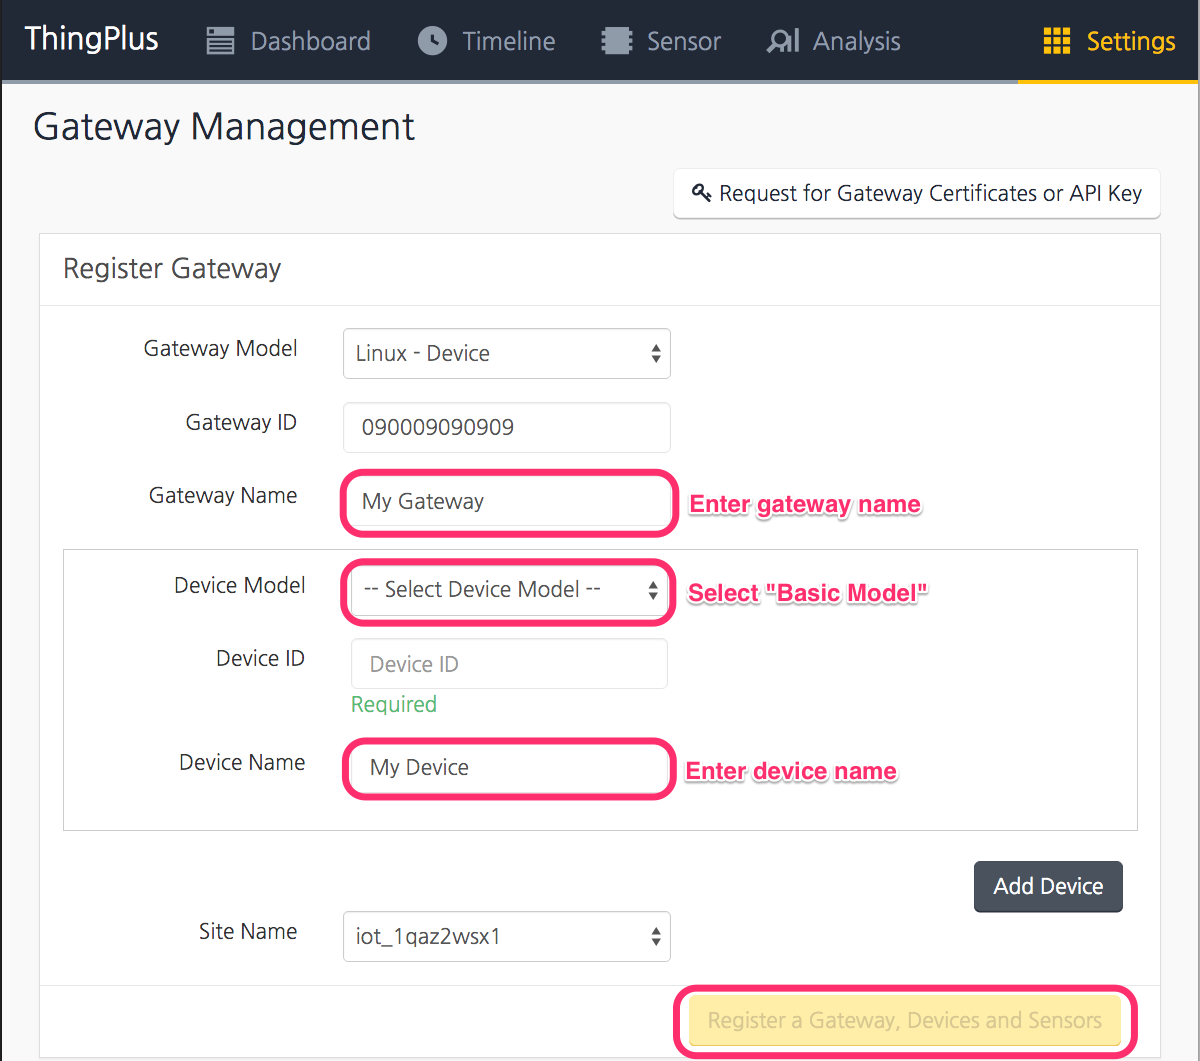 ThingPlus Dashboard Timeline Sensor Analysis Settings
Gateway Management
Request for Gateway Certificates or API Key
Register Gateway
Gateway Model Linux - Device
Gateway ID 090009090909
Gateway Name My Gateway Enter gateway name
Device Model -- Select Device Model -- Select "Basic Model"
Device ID Device ID
Required
Device Name My Device Enter device name
Add Device
Site Name iot_1qaz2wsx1
Register a Gateway, Devices and Sensors